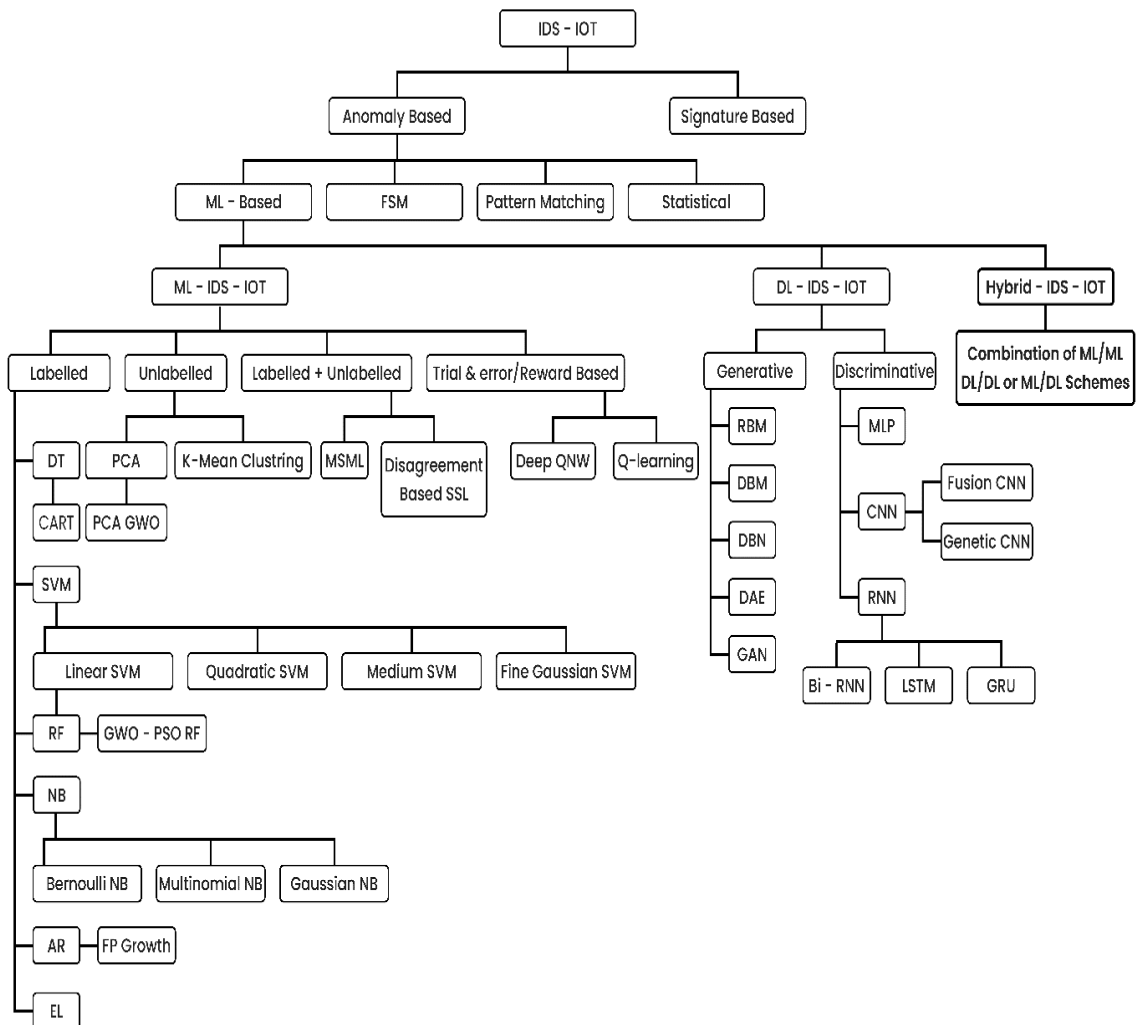 IDS - IOT
Anomaly Based
Signature Based
ML - Based
FSM
Pattern Matching
Statistical
ML - IDS - IOT
DL - IDS - IOT
Hybrid - IDS - IOT
Labelled
Unlabelled
Labelled + Unlabelled
Trial & error/Reward Based
Generative
Discriminative
Combination of ML/ML
DL/DL or ML/DL Schemes
DT
PCA
K-Mean Clustring
MSML
Disagreement
Based SSL
Deep QNW
Q-learning
RBM
MLP
CART
PCA GWO
DBM
CNN
Fusion CNN
Genetic CNN
DBN
SVM
DAE
RNN
Linear SVM
Quadratic SVM
Medium SVM
Fine Gaussian SVM
GAN
Bi - RNN
LSTM
GRU
RF
GWO - PSO RF
NB
Bernoulli NB
Multinomial NB
Gaussian NB
AR
FP Growth
EL